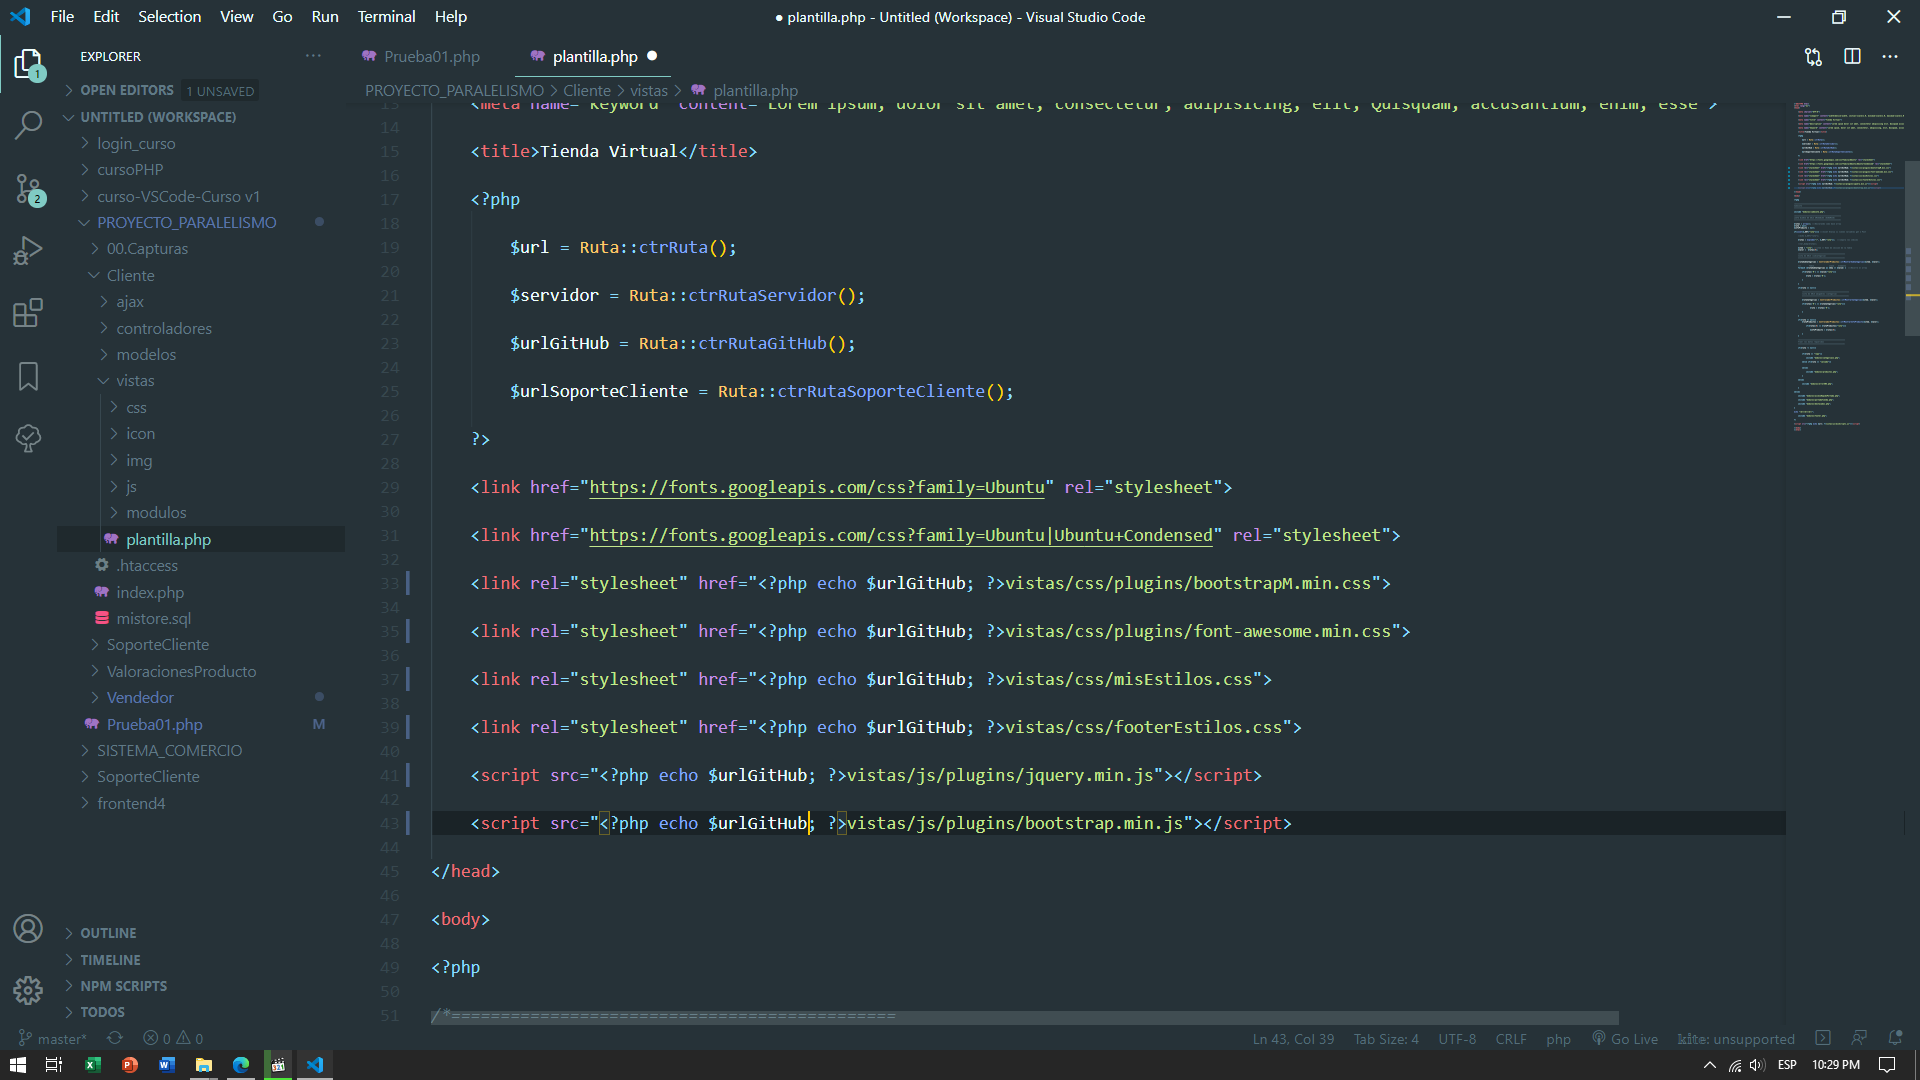 File Edit Selection View Go Run Terminal Help
● plantilla.php - Untitled (Workspace) - Visual Studio Code
EXPLORER
OPEN EDITORS 1 UNSAVED
UNTITLED (WORKSPACE)
login_curso
cursoPHP
curso-VSCode-Curso v1
PROYECTO_PARALELISMO
00.Capturas
Cliente
ajax
controladores
modelos
vistas
css
icon
img
js
modulos
plantilla.php
.htaccess
index.php
mistore.sql
SoporteCliente
ValoracionesProducto
Vendedor
Prueba01.php M
SISTEMA_COMERCIO
SoporteCliente
frontend4
OUTLINE
TIMELINE
NPM SCRIPTS
TODOS
1
2
Prueba01.php
plantilla.php ●
PROYECTO_PARALELISMO > Cliente > vistas > plantilla.php
13 <meta name="keyword" content="Lorem ipsum, dolor sit amet, consectetur, adipisicing, elit, Quisquam, accusantium, enim, esse">
14
15 <title>Tienda Virtual</title>
16
17 <?php
18
19 $url = Ruta::ctrRuta();
20
21 $servidor = Ruta::ctrRutaServidor();
22
23 $urlGitHub = Ruta::ctrRutaGitHub();
24
25 $urlSoporteCliente = Ruta::ctrRutaSoporteCliente();
26
27 ?>
28
29 <link href="https://fonts.googleapis.com/css?family=Ubuntu" rel="stylesheet">
30
31 <link href="https://fonts.googleapis.com/css?family=Ubuntu|Ubuntu+Condensed" rel="stylesheet">
32
33 <link rel="stylesheet" href="<?php echo $urlGitHub; ?>vistas/css/plugins/bootstrapM.min.css">
34
35 <link rel="stylesheet" href="<?php echo $urlGitHub; ?>vistas/css/plugins/font-awesome.min.css">
36
37 <link rel="stylesheet" href="<?php echo $urlGitHub; ?>vistas/css/misEstilos.css">
38
39 <link rel="stylesheet" href="<?php echo $urlGitHub; ?>vistas/css/footerEstilos.css">
40
41 <script src="<?php echo $urlGitHub; ?>vistas/js/plugins/jquery.min.js"></script>
42
43 <script src="<?php echo $urlGitHub; ?>vistas/js/plugins/bootstrap.min.js"></script>
44
45 </head>
46
47 <body>
48
49 <?php
50
51 /*=============================================
master* 0 0
Ln 43, Col 39 Tab Size: 4 UTF-8 CRLF php Go Live kite: unsupported
ESP 10:29 PM